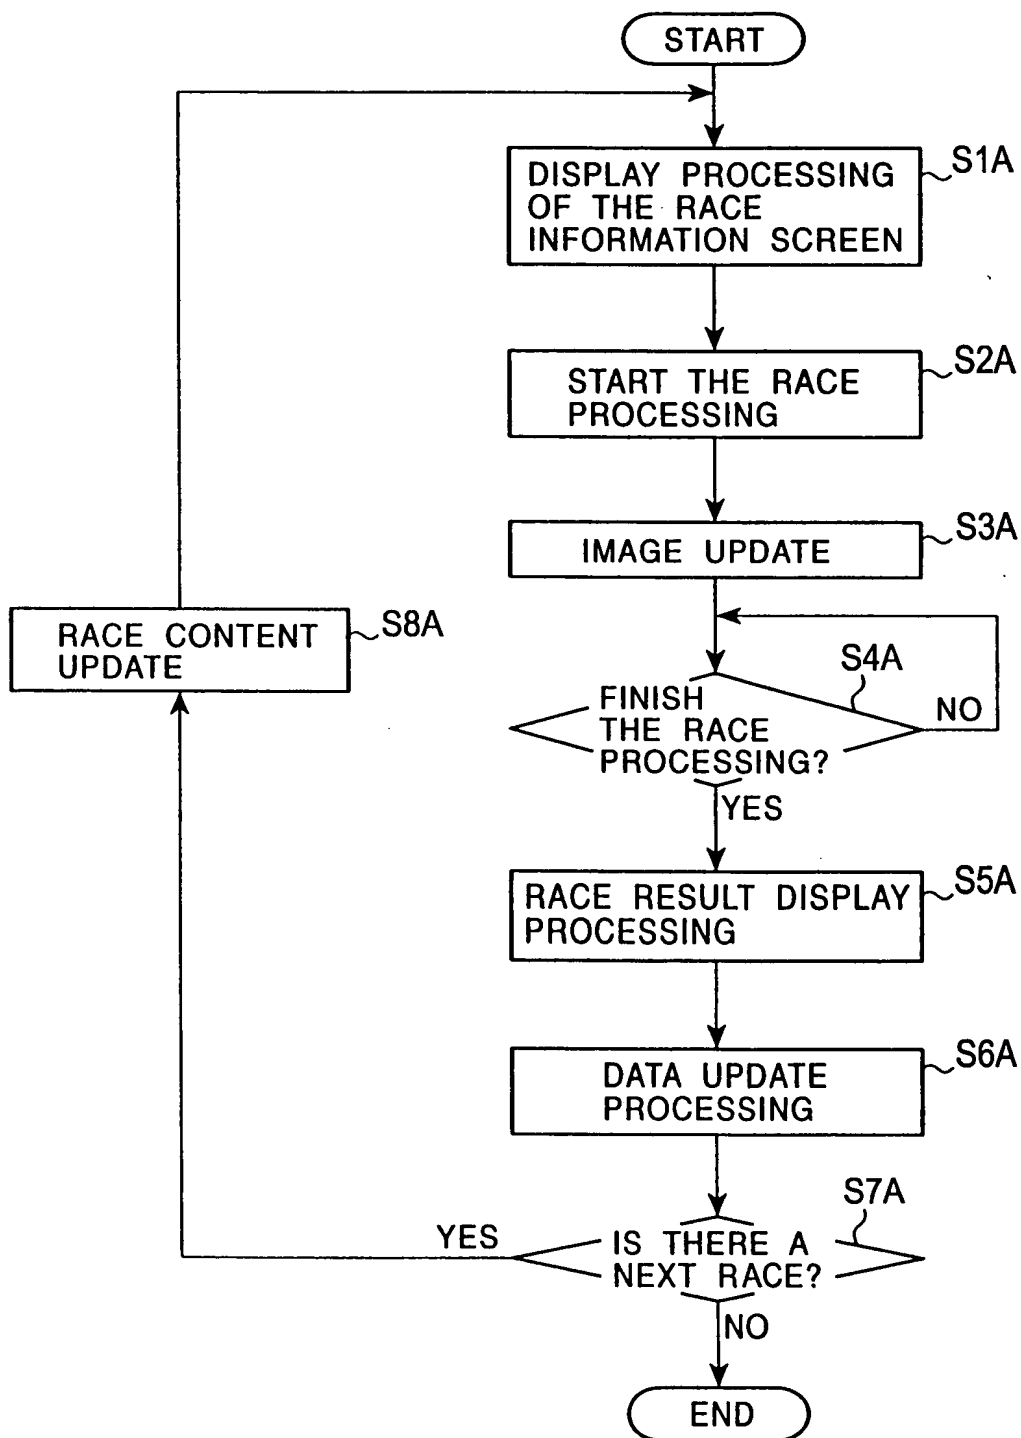 START
DISPLAY PROCESSING
OF THE RACE
INFORMATION SCREEN
S1A
START THE RACE
PROCESSING
S2A
IMAGE UPDATE
S3A
RACE CONTENT
UPDATE
S8A
FINISH
THE RACE
PROCESSING?
S4A
NO
YES
RACE RESULT DISPLAY
PROCESSING
S5A
DATA UPDATE
PROCESSING
S6A
IS THERE A
NEXT RACE?
S7A
YES
NO
END